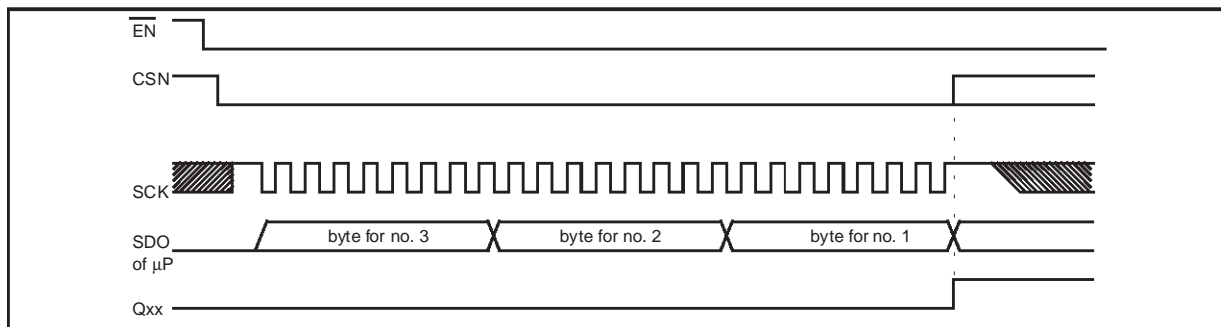 EN
CSN
SCK
SDO byte for no. 3 byte for no. 2 byte for no. 1
of μP
Qxx